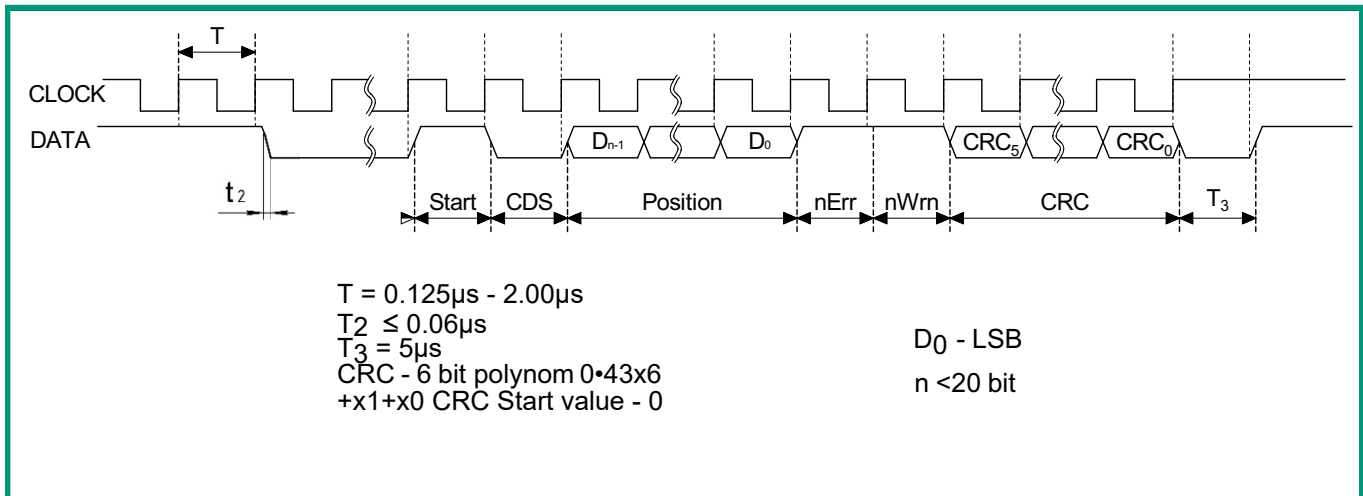 T
CLOCK
DATA
Dn-1
D0
CRC5
CRC0
t2
Start
CDS
Position
nErr
nWrn
CRC
T3
T = 0.125µs - 2.00µs
T2 ≤ 0.06µs
T3 = 5µs
CRC - 6 bit polynom 0•43x6
+x1+x0 CRC Start value - 0
D0 - LSB
n <20 bit